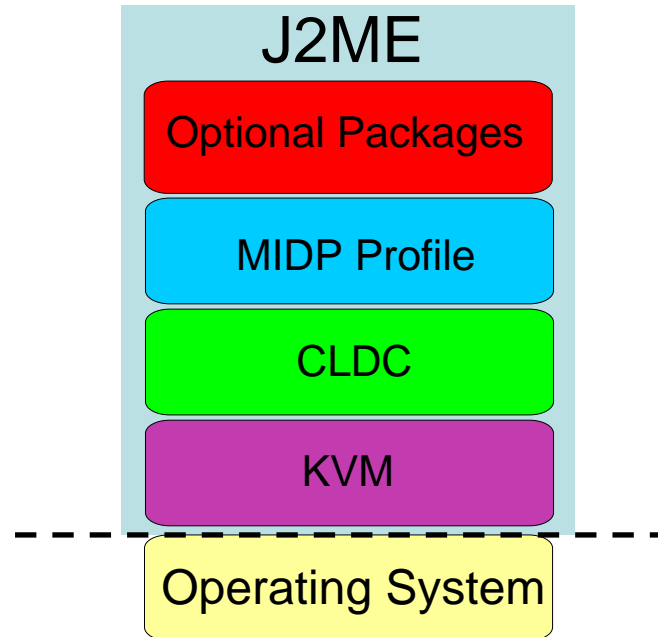 J2ME
Optional Packages
MIDP Profile
CLDC
KVM
Operating System